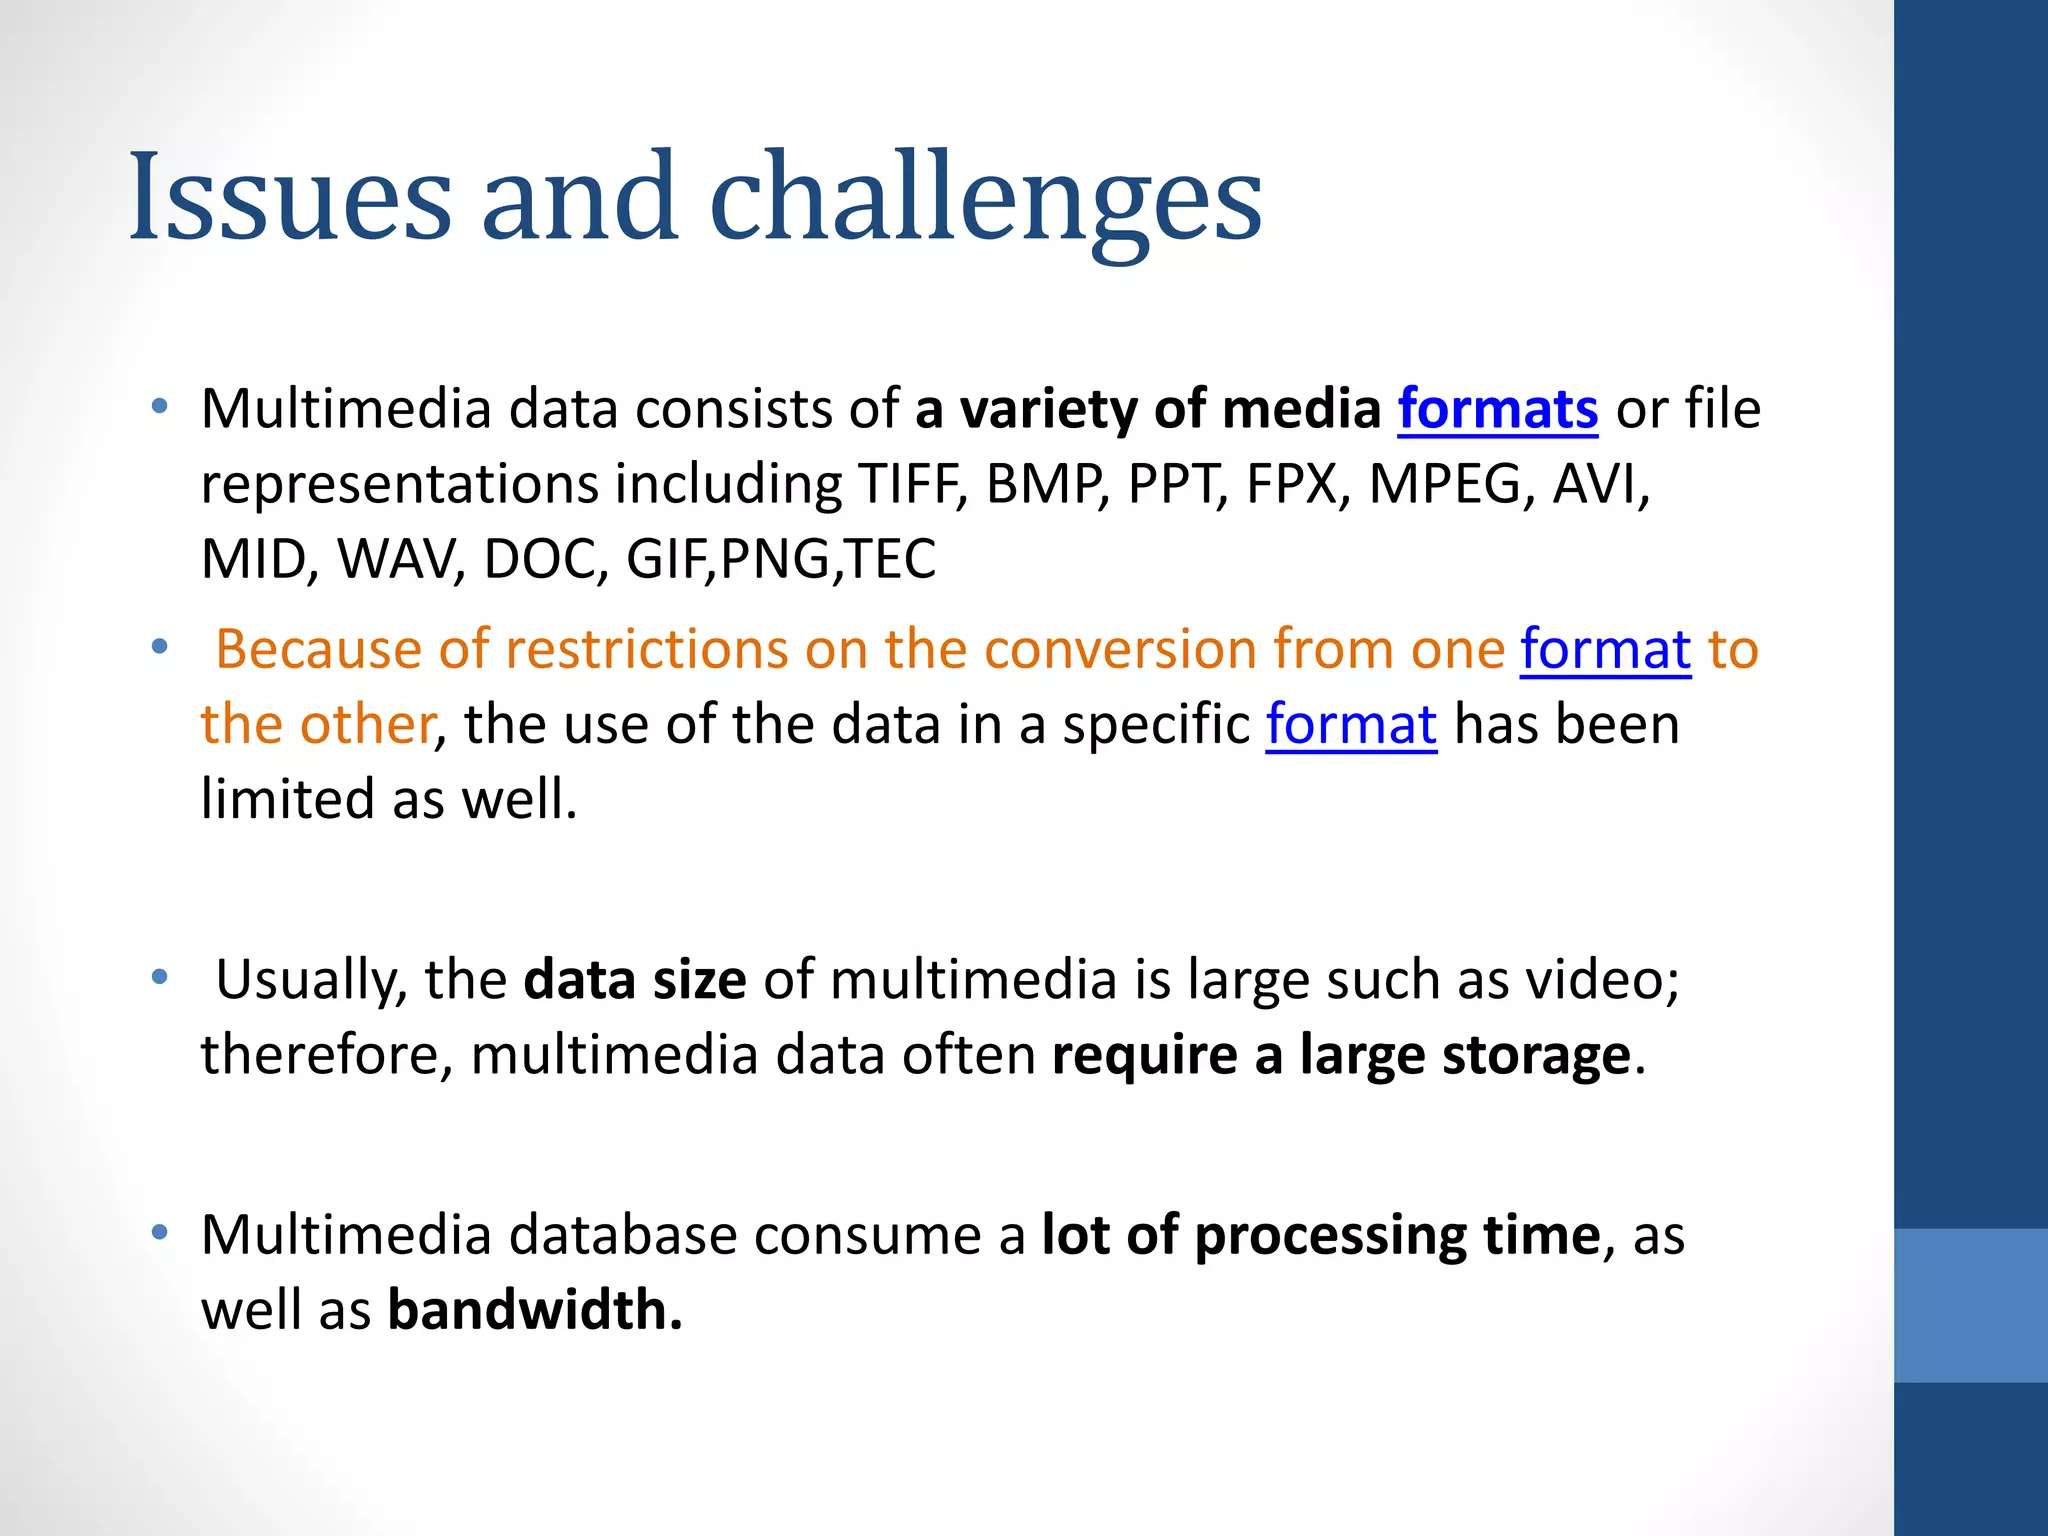 Issues and challenges
• Multimedia data consists of a variety of media formats or file
representations including TIFF, BMP, PPT, FPX, MPEG, AVI,
MID, WAV, DOC, GIF,PNG,TEC
• Because of restrictions on the conversion from one format to
the other, the use of the data in a specific format has been
limited as well.
• Usually, the data size of multimedia is large such as video;
therefore, multimedia data often require a large storage.
• Multimedia database consume a lot of processing time, as
well as bandwidth.